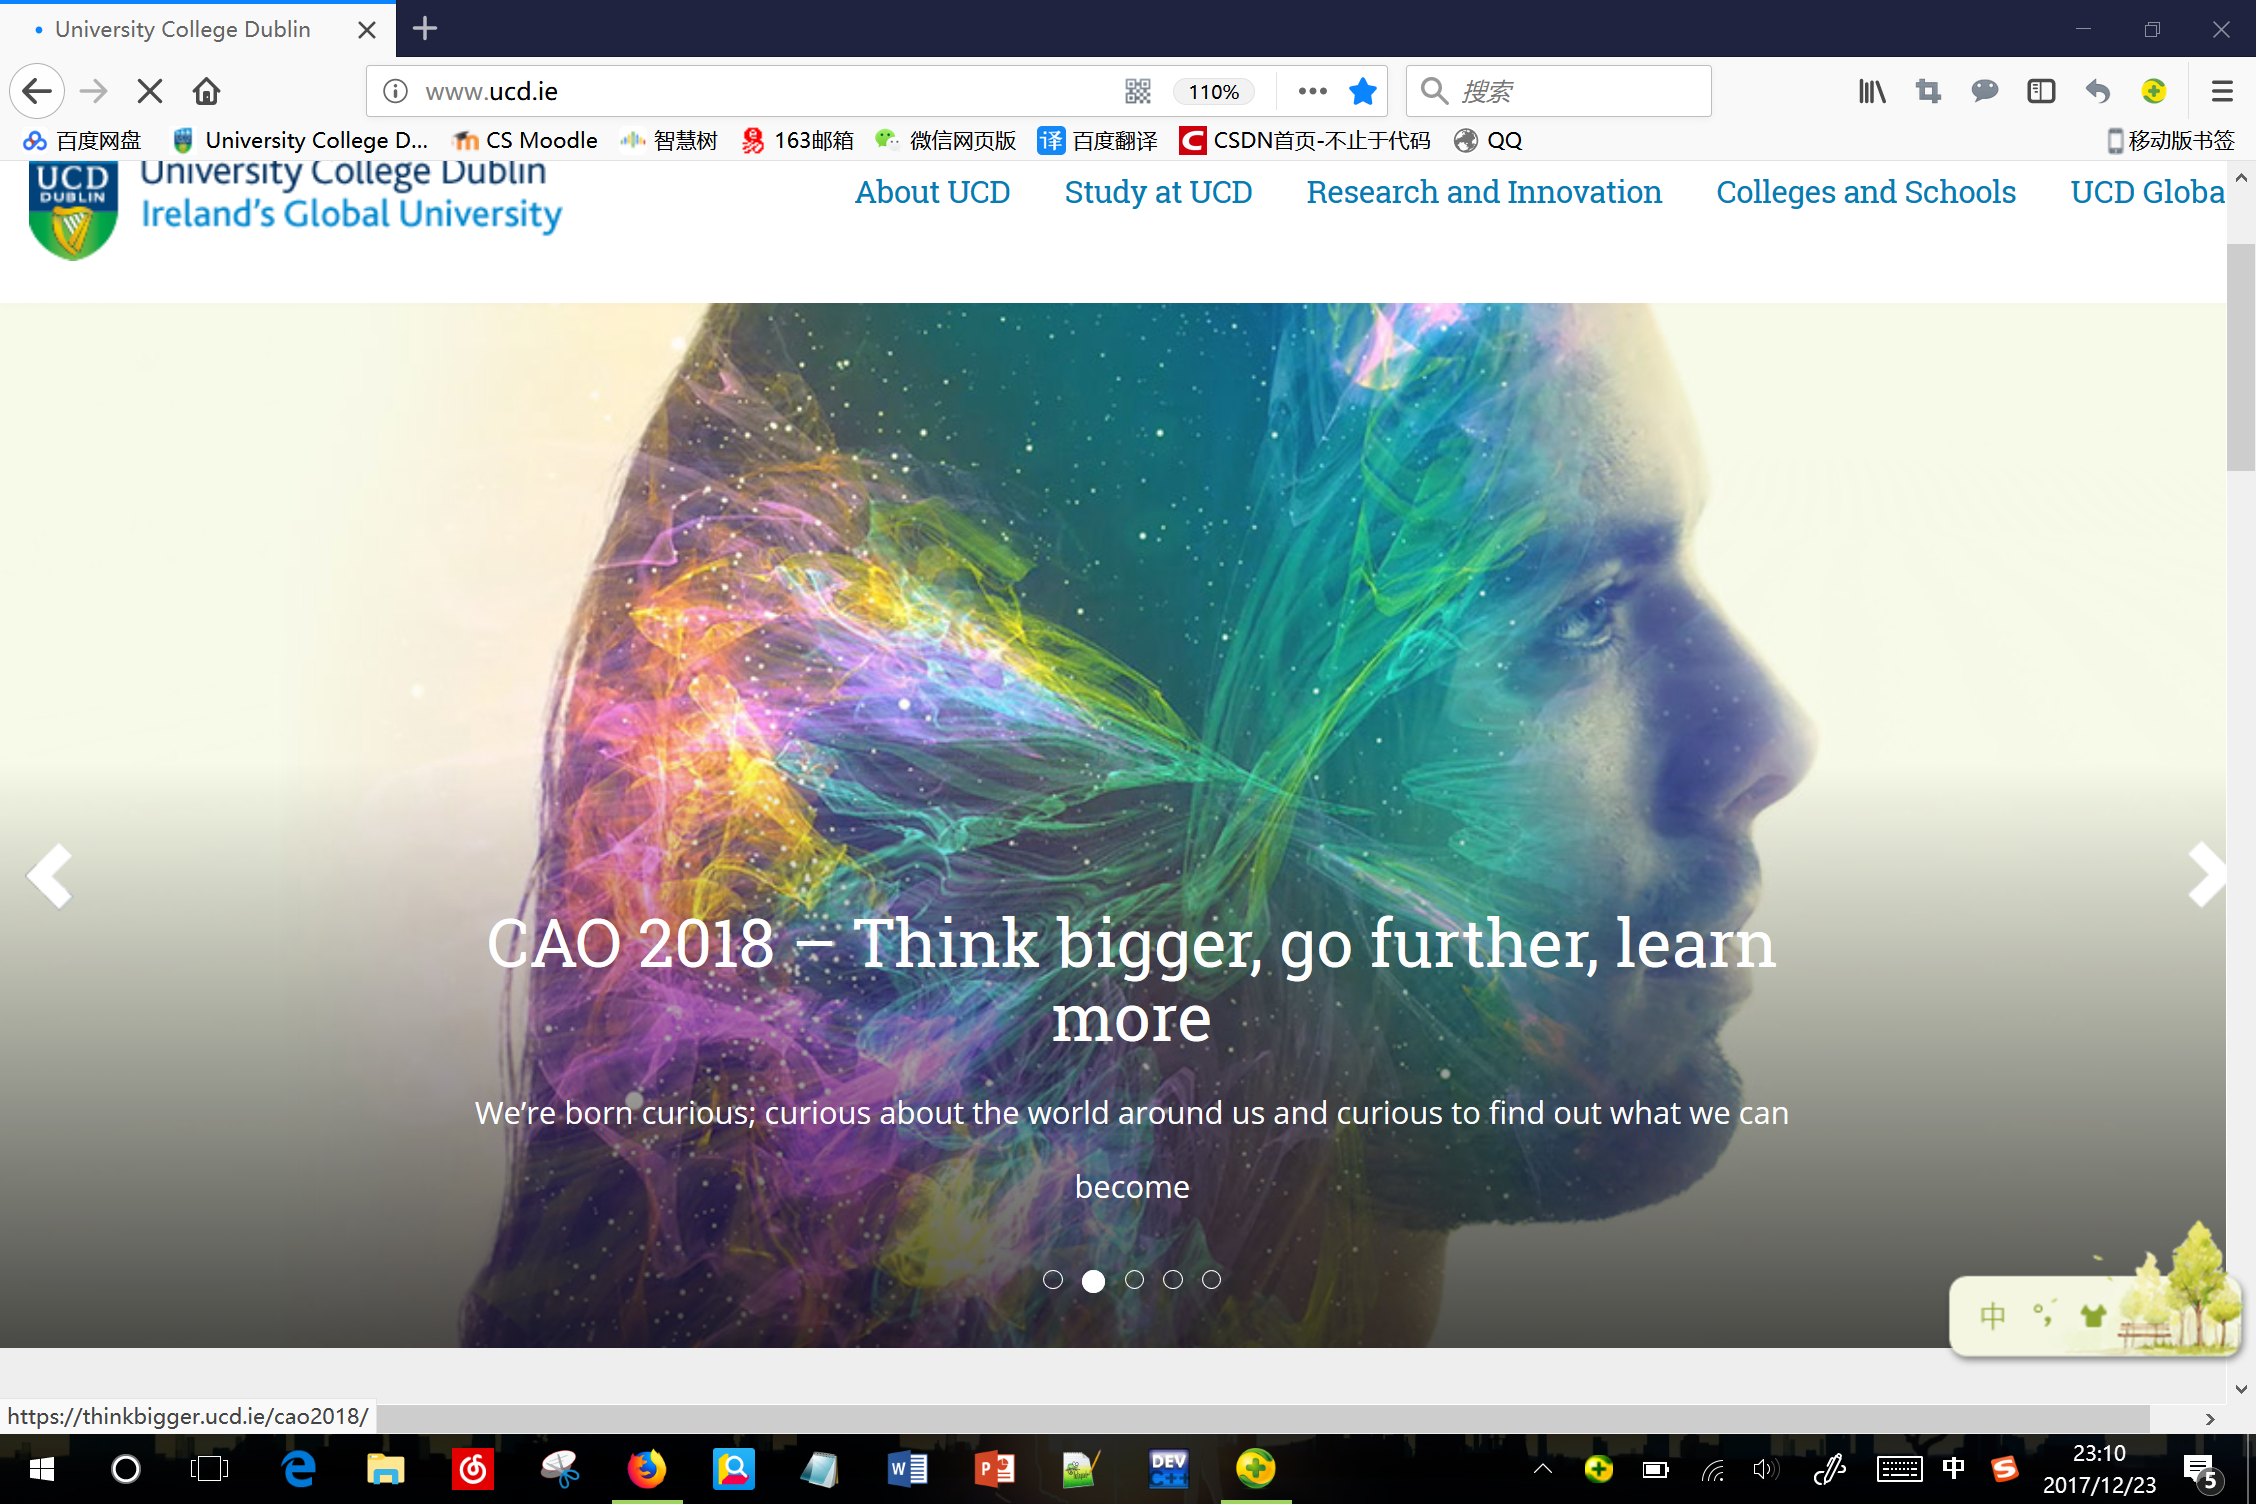 University College Dublin
www.ucd.ie
110%
搜索
百度网盘
University College D...
CS Moodle
智慧树
163邮箱
微信网页版
译 百度翻译
C CSDN首页-不止于代码
QQ
移动版书签
UCD
DUBLIN
University College Dublin
Ireland's Global University
About UCD
Study at UCD
Research and Innovation
Colleges and Schools
UCD Globa
CAO 2018 – Think bigger, go further, learn
more
We’re born curious; curious about the world around us and curious to find out what we can
become
中
https://thinkbigger.ucd.ie/cao2018/
W
P
DEV
C++
中
S
23:10
2017/12/23
5